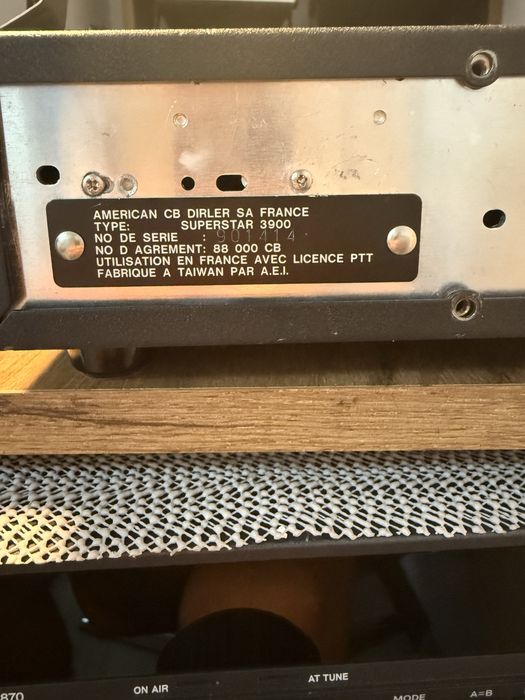 AMERICAN CB DIRLER SA FRANCE
TYPE: SUPERSTAR 3900
NO DE SERIE : 901414
NO D AGREMENT: 88 000 CB
UTILISATION EN FRANCE AVEC LICENCE PTT
FABRIQUE A TAIWAN PAR A.E.I.
AT TUNE
870 ON AIR MODE A=B